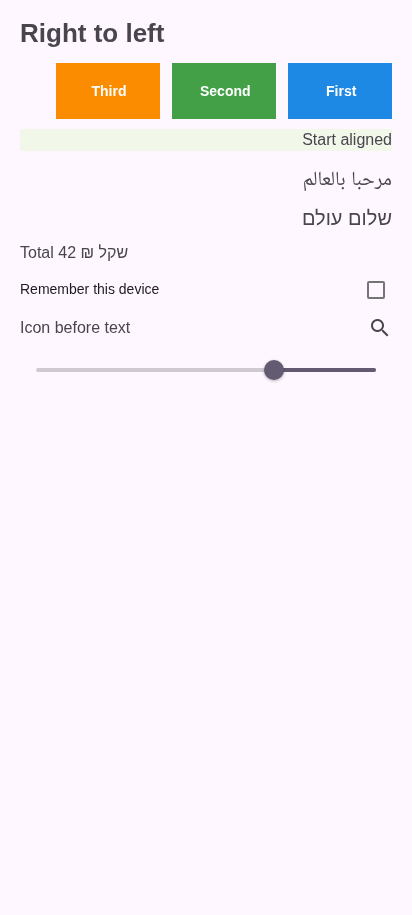 Right to left
First
Second
Third
Start aligned
مرحبا بالعالم
שלום עולם
Total 42 ₪ שקל
Remember this device
Icon before text